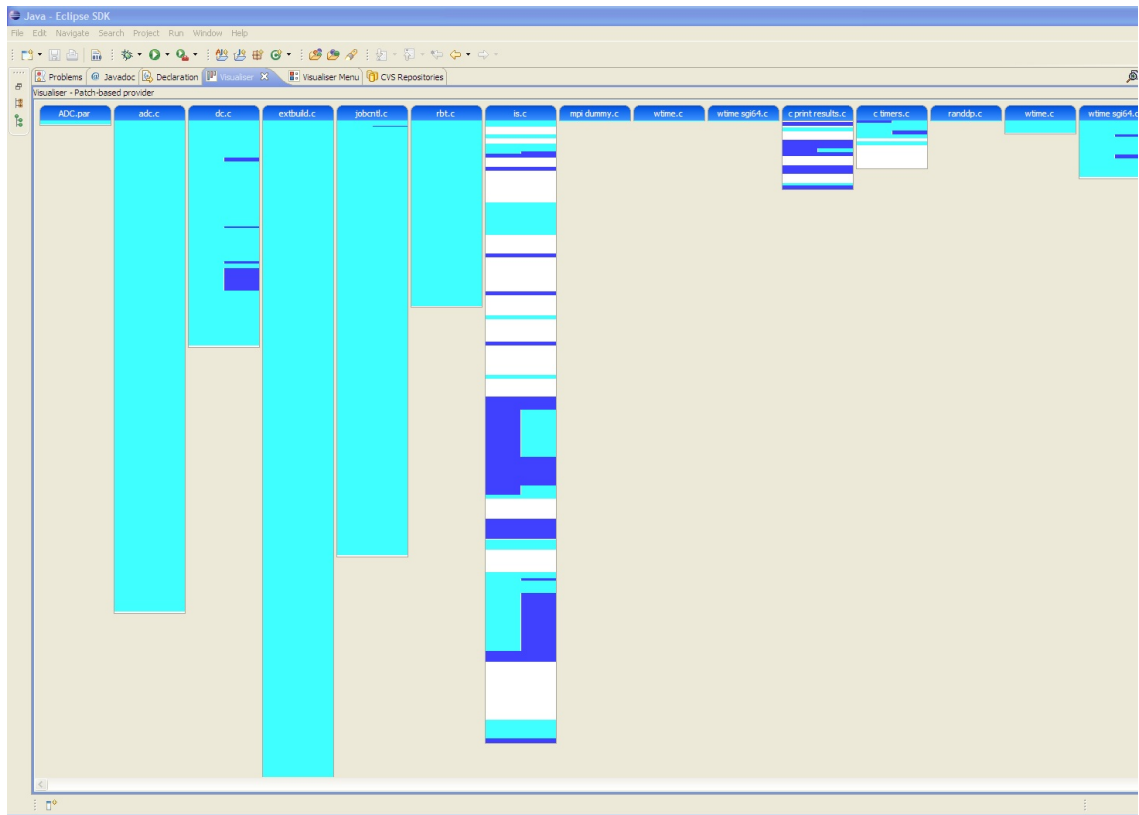 Java - Eclipse SDK
File Edit Navigate Search Project Run Window Help
Problems @ Javadoc Declaration Visualiser Visualiser Menu CVS Repositories
Visualiser - Patch-based provider
ADC.par adc.c dc.c extbuild.c jobcntl.c rbt.c is.c mpi dummy.c wtime.c wtime sgi64.c c print results.c c timers.c randdp.c wtime.c wtime sgi64.c